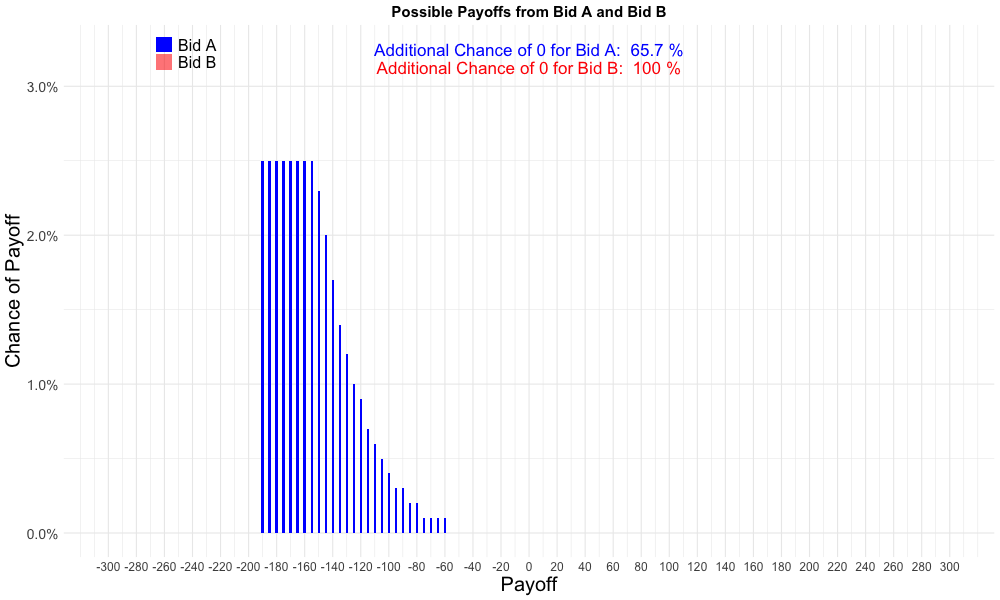 Possible Payoffs from Bid A and Bid B
Bid A
Bid B
Additional Chance of 0 for Bid A: 65.7 %
Additional Chance of 0 for Bid B: 100 %
Chance of Payoff
3.0%
2.0%
1.0%
0.0%
-300 -280 -260 -240 -220 -200 -180 -160 -140 -120 -100 -80 -60 -40 -20 0 20 40 60 80 100 120 140 160 180 200 220 240 260 280 300
Payoff